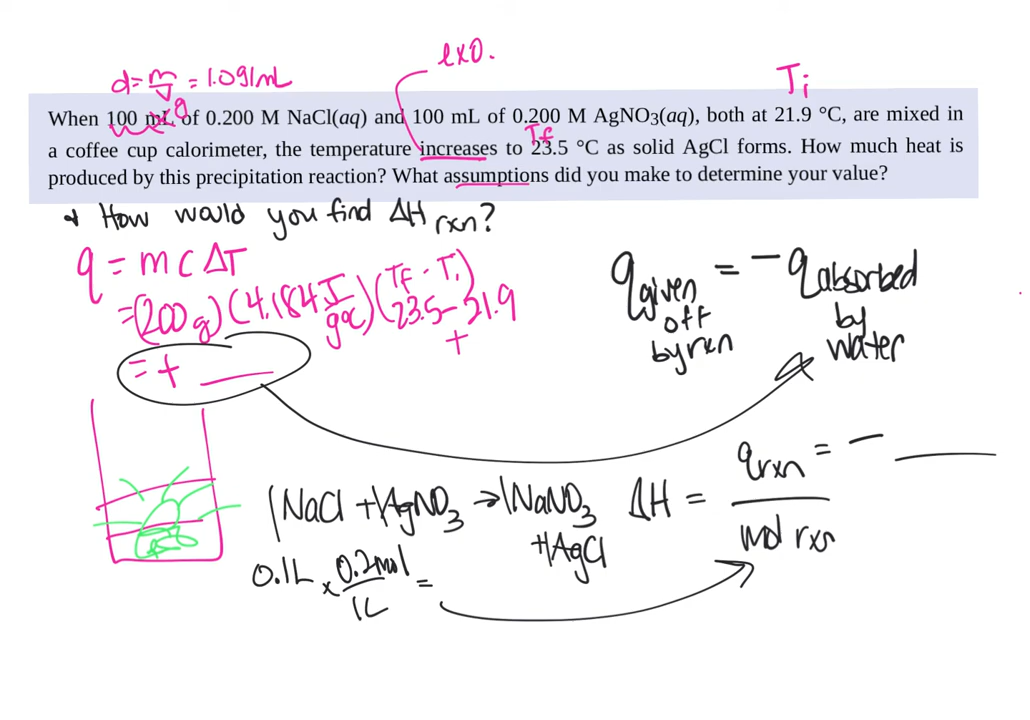 exo.
d = m/v = 1.0g/mL
Ti
g
When 100 mL of 0.200 M NaCl(aq) and 100 mL of 0.200 M AgNO3(aq), both at 21.9 °C, are mixed in
Tf
a coffee cup calorimeter, the temperature increases to 23.5 °C as solid AgCl forms. How much heat is
produced by this precipitation reaction? What assumptions did you make to determine your value?
* How would you find ΔH rxn?
q = m c ΔT
Tf - Ti
= (200 g) (4.184 J/g°C) (23.5 - 21.9
+
= + ___
q given off by rxn = - q absorbed by water
1NaCl + 1AgNO3 → 1NaNO3
+ 1AgCl
ΔH = q rxn = - ___
mol rxn
0.1L x 0.2mol/1L =